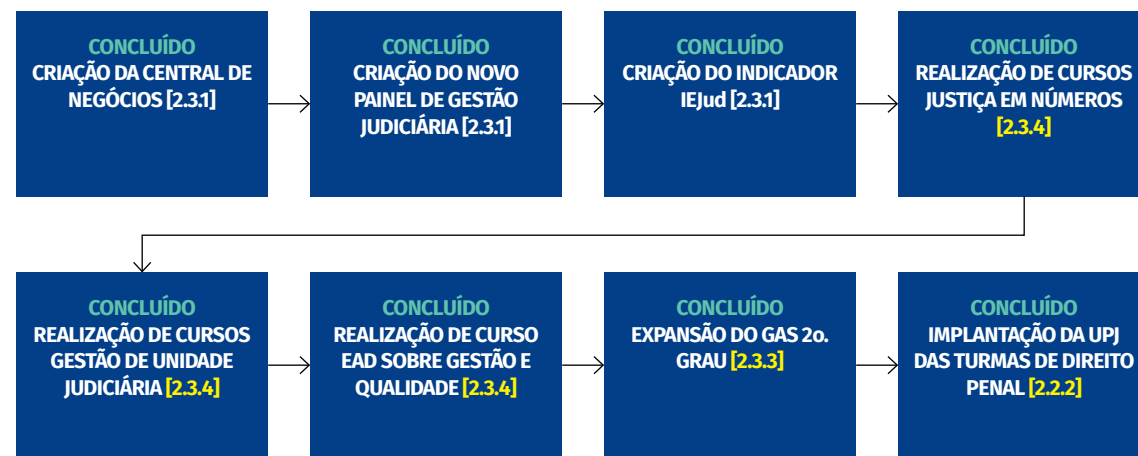 CONCLUÍDO
CRIAÇÃO DA CENTRAL DE
NEGÓCIOS [2.3.1]
CONCLUÍDO
CRIAÇÃO DO NOVO
PAINEL DE GESTÃO
JUDICIÁRIA [2.3.1]
CONCLUÍDO
CRIAÇÃO DO INDICADOR
IEJud [2.3.1]
CONCLUÍDO
REALIZAÇÃO DE CURSOS
JUSTIÇA EM NÚMEROS
[2.3.4]
CONCLUÍDO
REALIZAÇÃO DE CURSOS
GESTÃO DE UNIDADE
JUDICIÁRIA [2.3.4]
CONCLUÍDO
REALIZAÇÃO DE CURSO
EAD SOBRE GESTÃO E
QUALIDADE [2.3.4]
CONCLUÍDO
EXPANSÃO DO GAS 2o.
GRAU [2.3.3]
CONCLUÍDO
IMPLANTAÇÃO DA UPJ
DAS TURMAS DE DIREITO
PENAL [2.2.2]